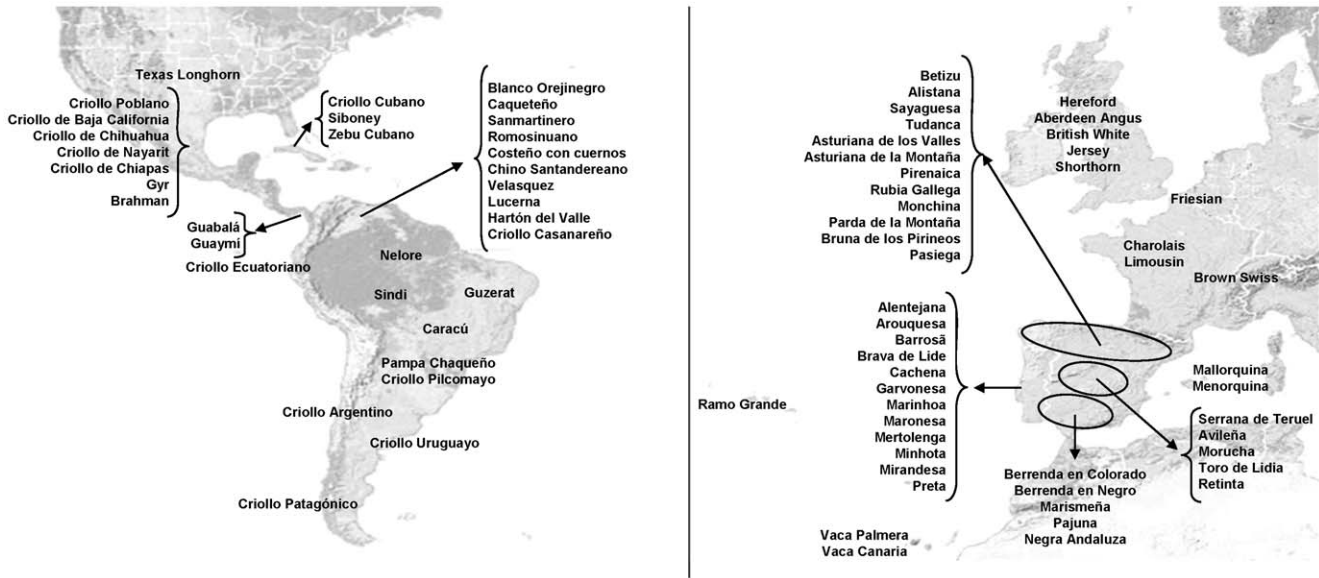 Texas Longhorn
Criollo Poblano
Criollo de Baja California
Criollo de Chihuahua
Criollo de Nayarit
Criollo de Chiapas
Gyr
Brahman
Criollo Cubano
Siboney
Zebu Cubano
Blanco Orejinegro
Caqueteño
Sanmartinero
Romosinuano
Costeño con cuernos
Chino Santandereano
Velasquez
Lucerna
Hartón del Valle
Criollo Casanareño
Guabalá
Guaymí
Criollo Ecuatoriano
Nelore
Sindi
Guzerat
Caracú
Pampa Chaqueño
Criollo Pilcomayo
Criollo Argentino
Criollo Uruguayo
Criollo Patagónico
Betizu
Alistana
Sayaguesa
Tudanca
Asturiana de los Valles
Asturiana de la Montaña
Pirenaica
Rubia Gallega
Monchina
Parda de la Montaña
Bruna de los Pirineos
Pasiega
Hereford
Aberdeen Angus
British White
Jersey
Shorthorn
Friesian
Charolais
Limousin
Brown Swiss
Alentejana
Arouquesa
Barrosã
Brava de Lide
Cachena
Garvonesa
Marinhoa
Maronesa
Mertolenga
Minhota
Mirandesa
Preta
Ramo Grande
Mallorquina
Menorquina
Serrana de Teruel
Avileña
Morucha
Toro de Lidia
Retinta
Berrenda en Colorado
Berrenda en Negro
Marismeña
Pajuna
Negra Andaluza
Vaca Palmera
Vaca Canaria